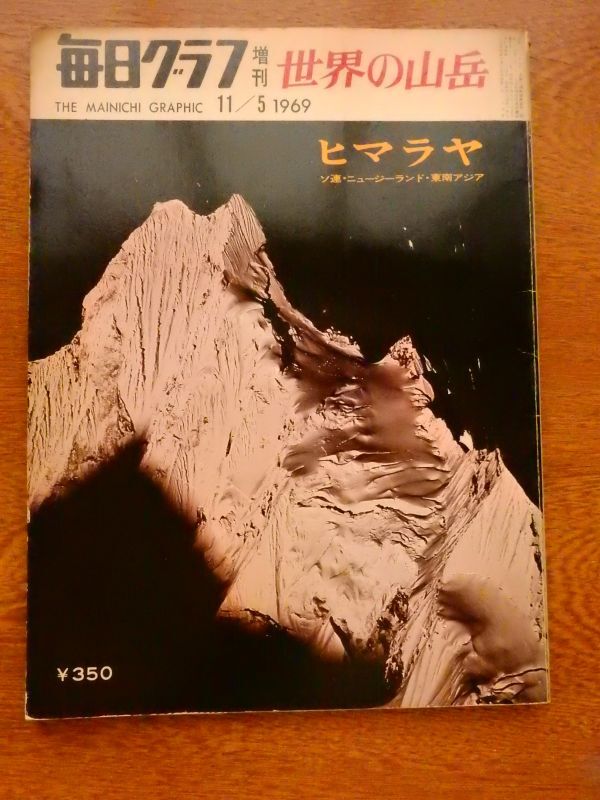 毎日グラフ 増刊 世界の山岳
THE MAINICHI GRAPHIC 11/5 1969
ヒマラヤ
ソ連・ニュージーランド・東南アジア
¥350